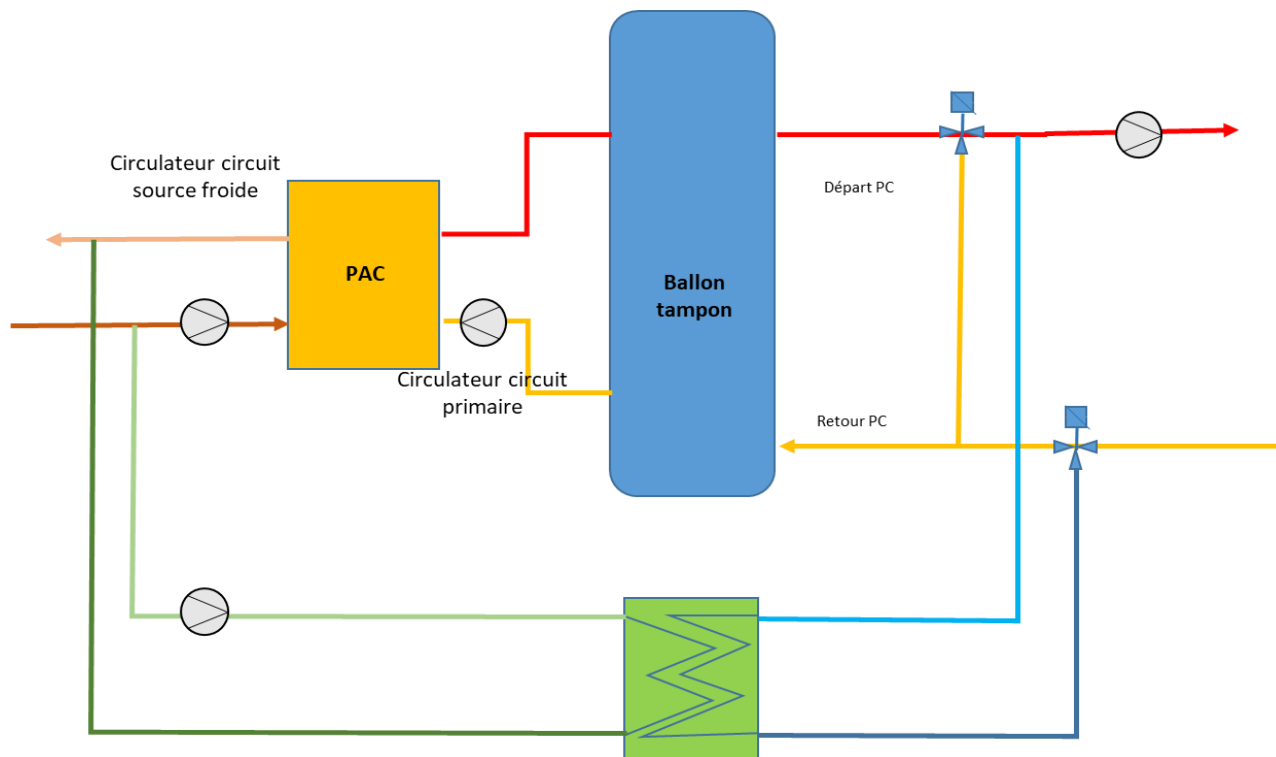 Circulateur circuit
source froide
PAC
Circulateur circuit
primaire
Ballon
tampon
Départ PC
Retour PC